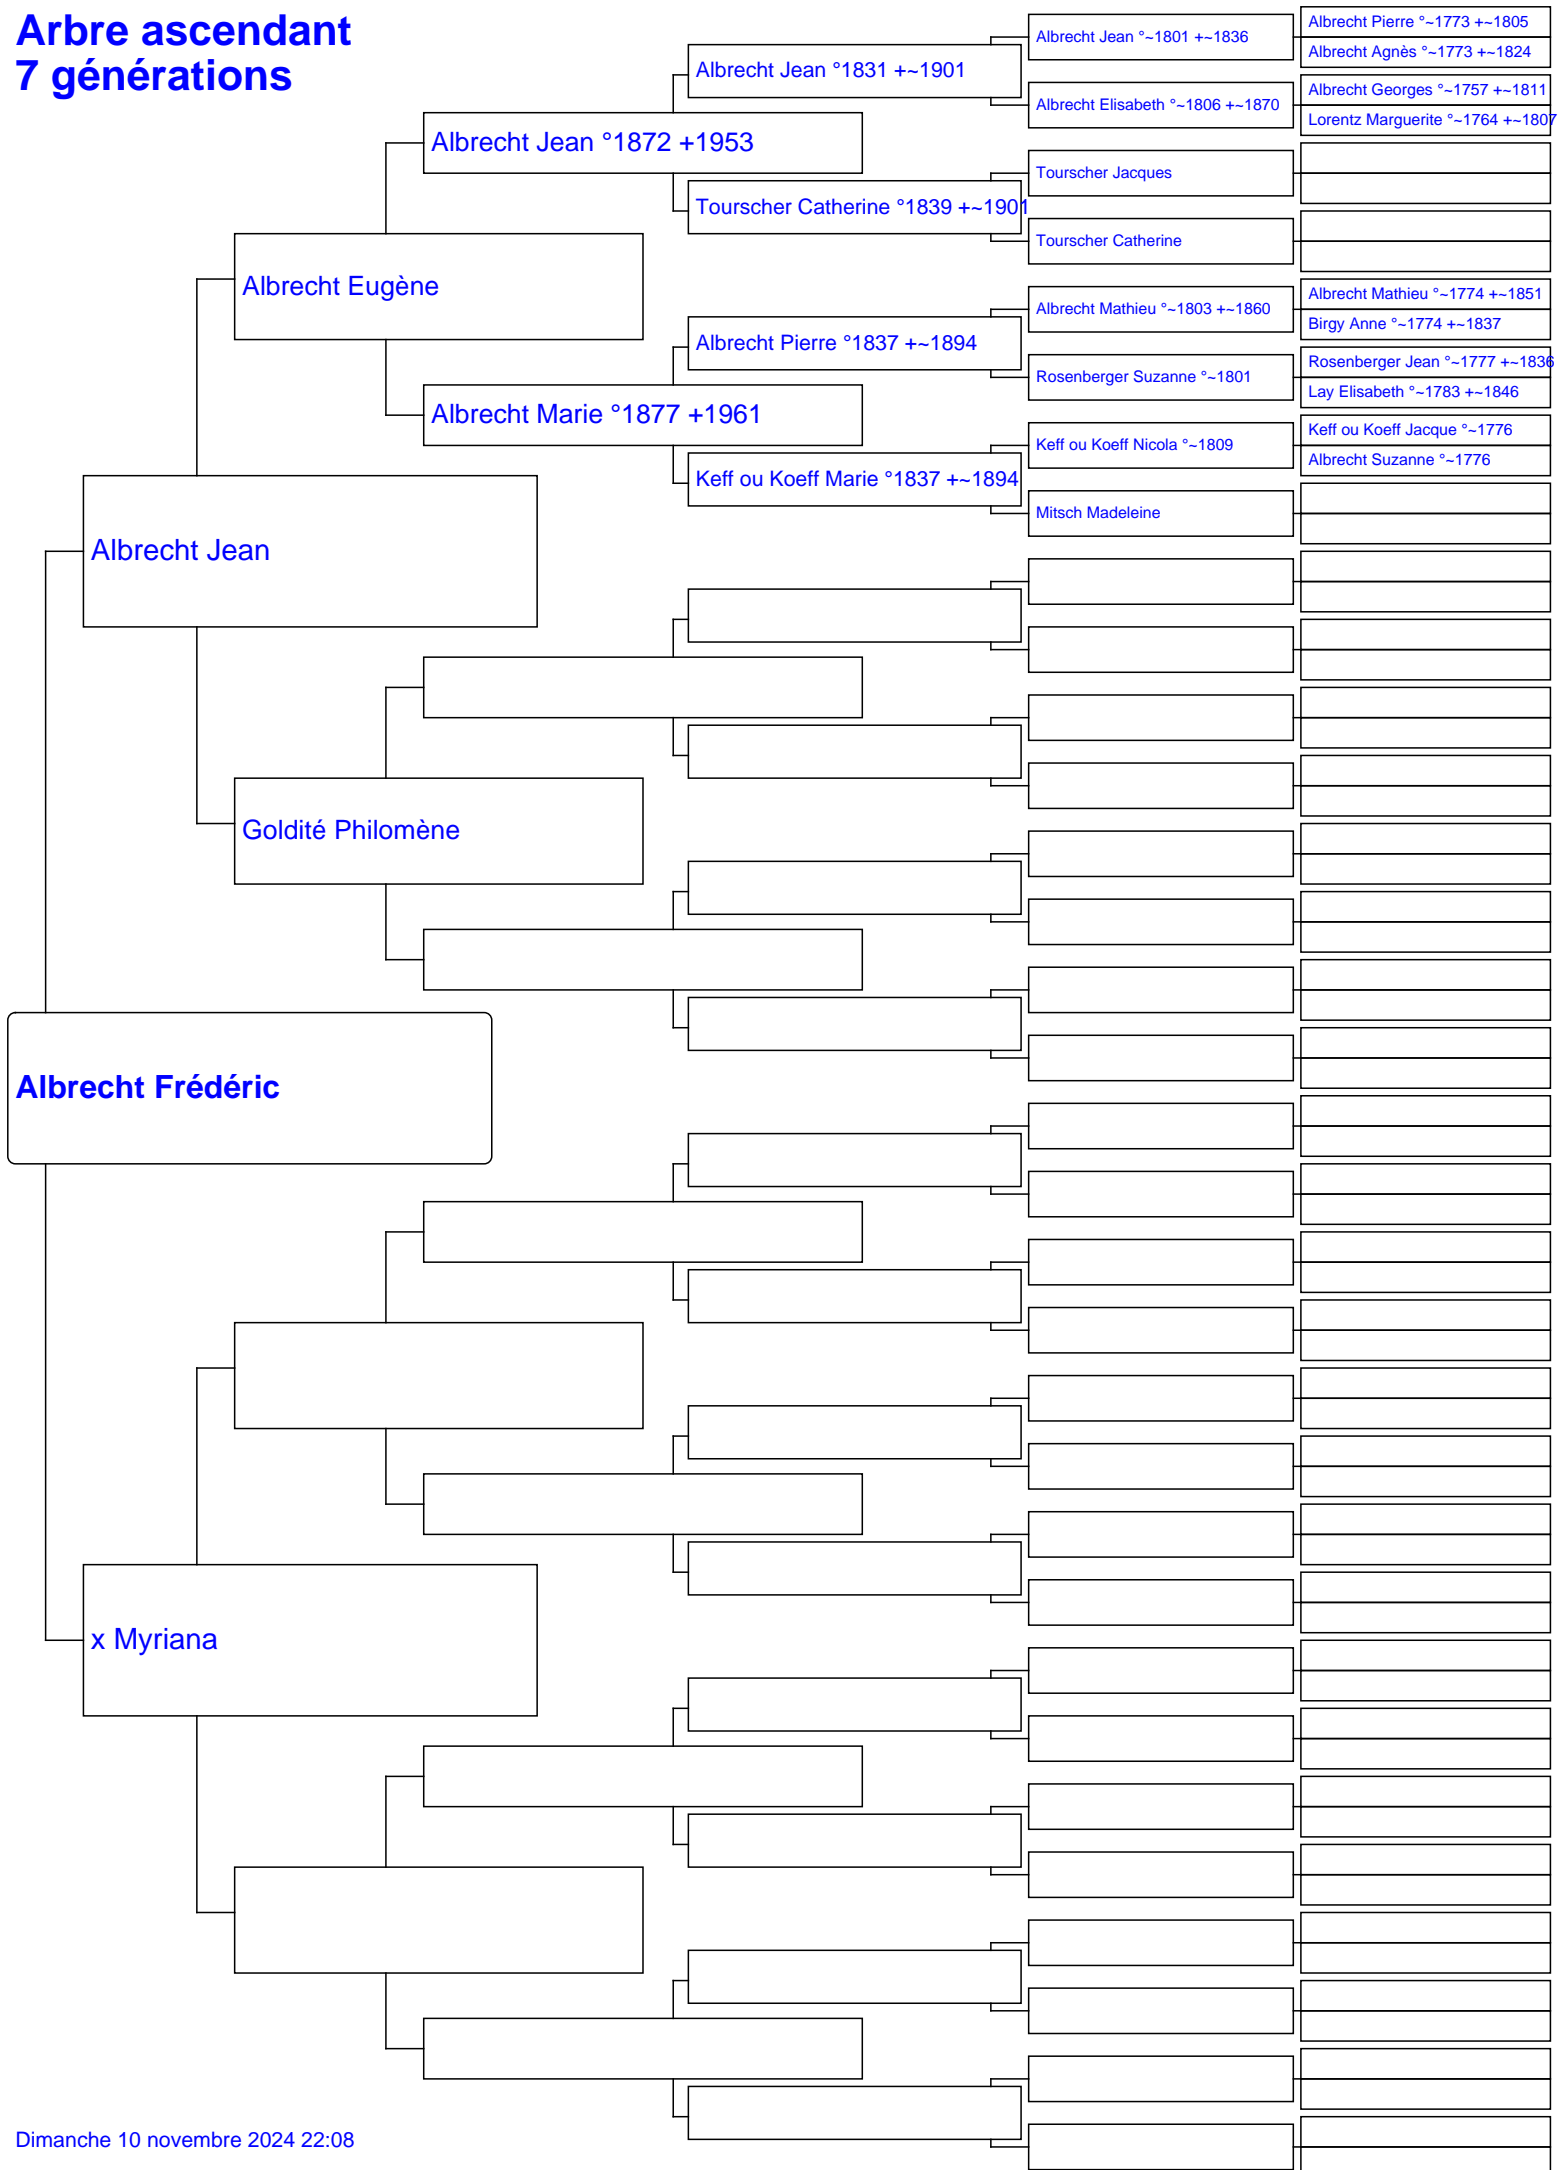 Arbre ascendant
7 générations
Albrecht Frédéric
Albrecht Jean
x Myriana
Albrecht Eugène
Goldité Philomène
Albrecht Jean °1872 +1953
Albrecht Marie °1877 +1961
Albrecht Jean °1831 +~1901
Tourscher Catherine °1839 +~1901
Albrecht Pierre °1837 +~1894
Keff ou Koeff Marie °1837 +~1894
Albrecht Jean °~1801 +~1836
Albrecht Elisabeth °~1806 +~1870
Tourscher Jacques
Tourscher Catherine
Albrecht Mathieu °~1803 +~1860
Rosenberger Suzanne °~1801
Keff ou Koeff Nicola °~1809
Mitsch Madeleine
Albrecht Pierre °~1773 +~1805
Albrecht Agnès °~1773 +~1824
Albrecht Georges °~1757 +~1811
Lorentz Marguerite °~1764 +~1807
Albrecht Mathieu °~1774 +~1851
Birgy Anne °~1774 +~1837
Rosenberger Jean °~1777 +~1836
Lay Elisabeth °~1783 +~1846
Keff ou Koeff Jacque °~1776
Albrecht Suzanne °~1776
Dimanche 10 novembre 2024 22:08